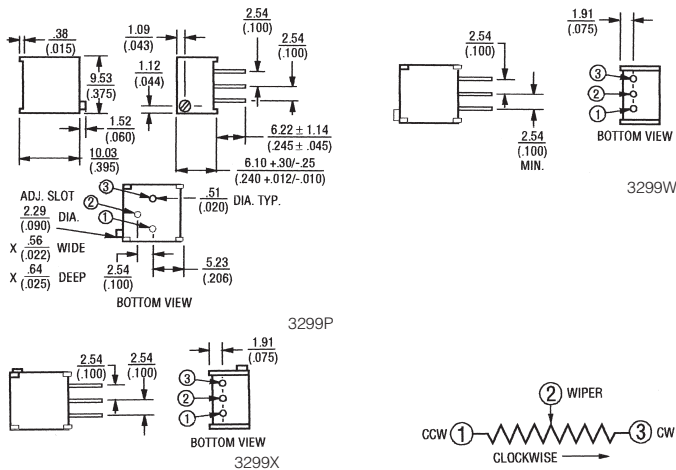 .38
(.015)
9.53
(.375)
1.52
(.060)
10.03
(.395)
1.09
(.043)
1.12
(.044)
2.54
(.100)
2.54
(.100)
6.22 ± 1.14
(.245 ± .045)
6.10 +.30/-.25
(.240 +.012/-.010)
ADJ. SLOT
2.29
(.090)
DIA.
X .56
(.022)
WIDE
X .64
(.025)
DEEP
3
2
1
.51
(.020)
DIA. TYP.
2.54
(.100)
5.23
(.206)
BOTTOM VIEW
3299P
2.54
(.100)
2.54
(.100)
MIN.
1.91
(.075)
3
2
1
BOTTOM VIEW
3299W
2.54
(.100)
2.54
(.100)
1.91
(.075)
3
2
1
BOTTOM VIEW
3299X
2 WIPER
CCW 1
3 CW
CLOCKWISE